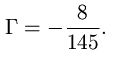 Γ = −8/145.